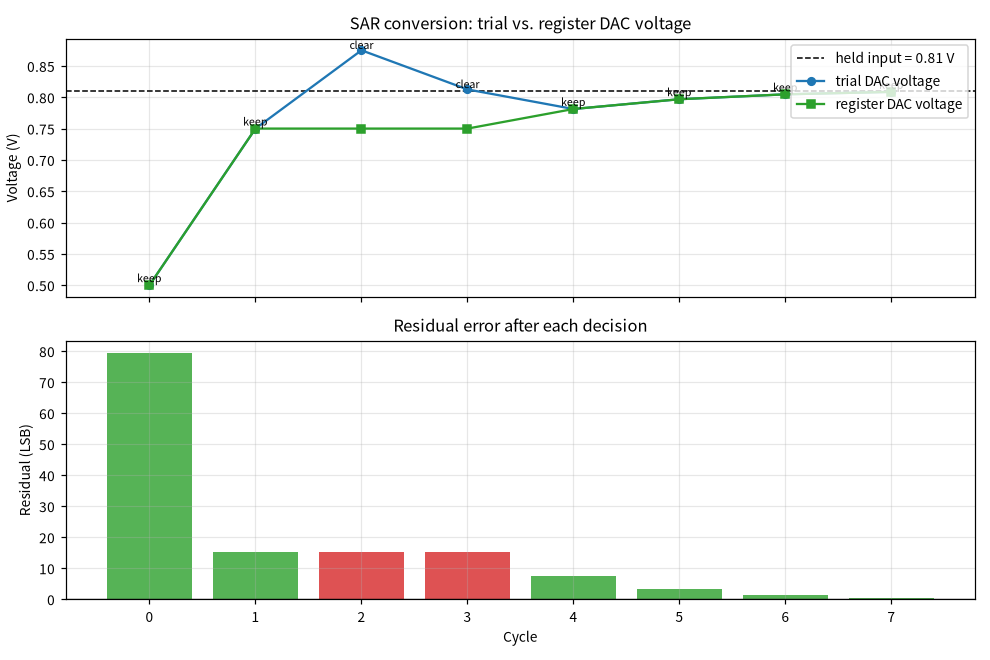 SAR conversion: trial vs. register DAC voltage
held input = 0.81 V
trial DAC voltage
register DAC voltage
clear
clear
keep
keep
keep
keep
keep
Voltage (V)
0.85
0.80
0.75
0.70
0.65
0.60
0.55
0.50
Residual error after each decision
Residual (LSB)
80
70
60
50
40
30
20
10
0
0 1 2 3 4 5 6 7
Cycle